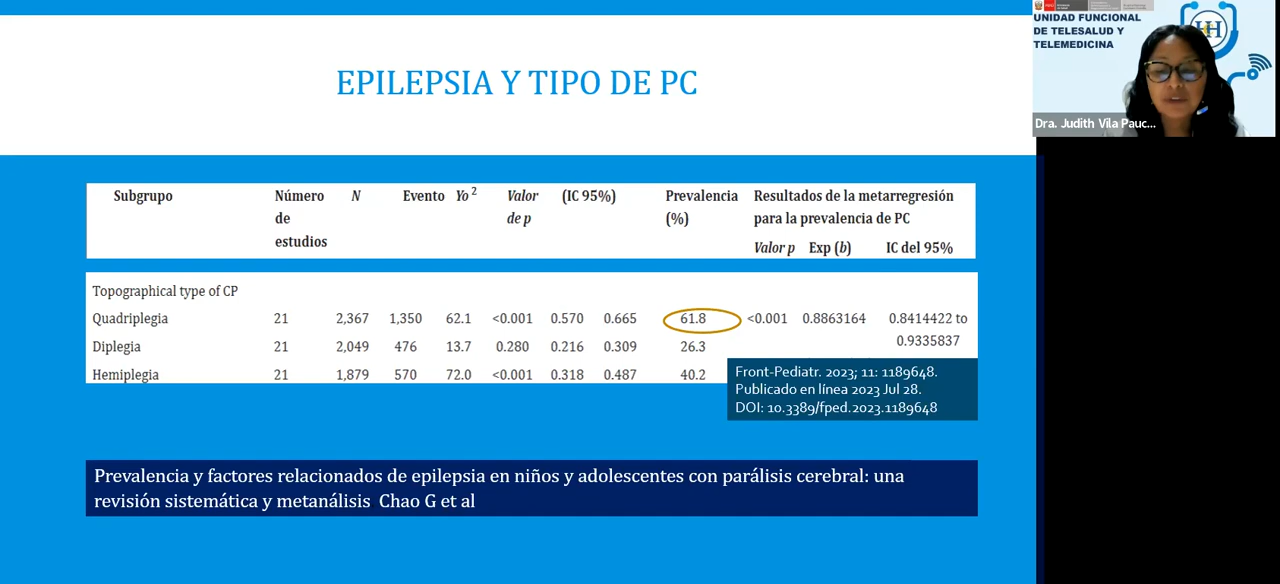 EPILEPSIA Y TIPO DE PC
UNIDAD FUNCIONAL
DE TELESALUD Y
TELEMEDICINA
HH
Dra. Judith Vila Pauc...
Subgrupo Número de estudios N Evento Yo 2 Valor de p (IC 95%) Prevalencia (%) Resultados de la metarregresión para la prevalencia de PC
Valor p Exp (b) IC del 95%
Topographical type of CP
Quadriplegia 21 2,367 1,350 62.1 <0.001 0.570 0.665 61.8 <0.001 0.8863164 0.8414422 to 0.9335837
Diplegia 21 2,049 476 13.7 0.280 0.216 0.309 26.3
Hemiplegia 21 1,879 570 72.0 <0.001 0.318 0.487 40.2
Front-Pediatr. 2023; 11: 1189648.
Publicado en línea 2023 Jul 28.
DOI: 10.3389/fped.2023.1189648
Prevalencia y factores relacionados de epilepsia en niños y adolescentes con parálisis cerebral: una
revisión sistemática y metanálisis Chao G et al